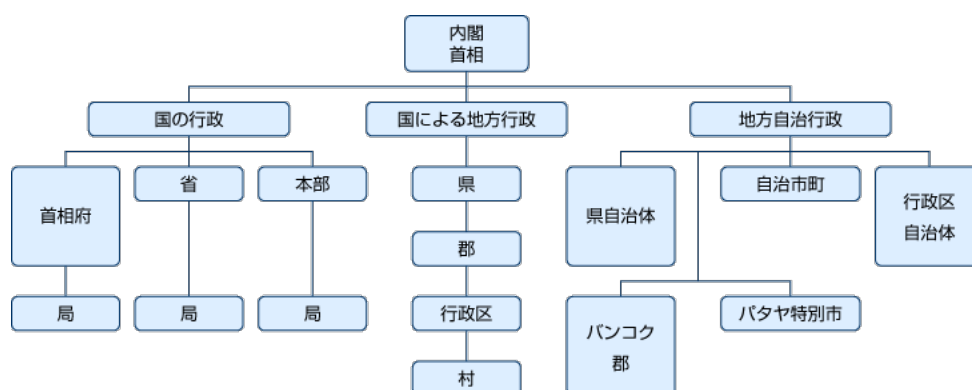 内閣
首相
国の行政
国による地方行政
地方自治行政
首相府
省
本部
県
県自治体
自治市町
行政区
自治体
郡
局
局
局
行政区
バンコク
郡
パタヤ特別市
村